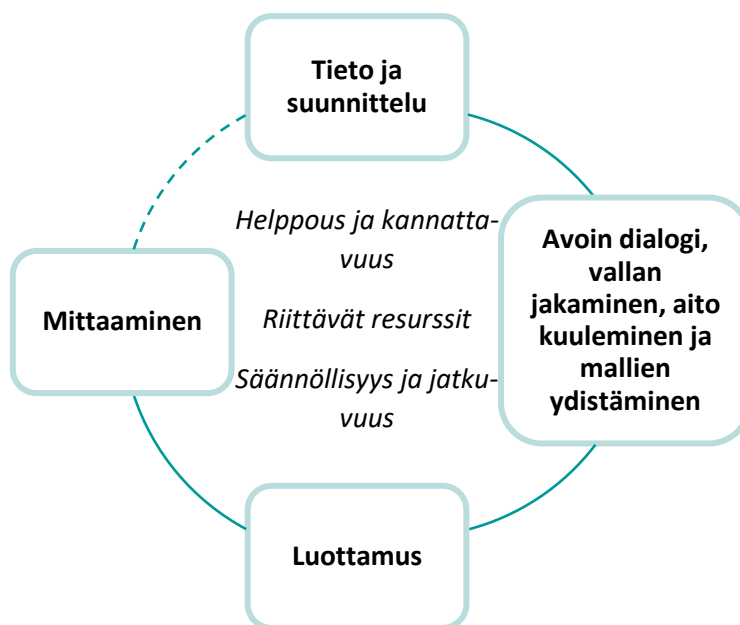 Tieto ja
suunnittelu
Helppous ja kannatta-
vuus
Avoin dialogi,
vallan
jakaminen, aito
kuuleminen ja
mallien
ydistäminen
Mittaaminen
Riittävät resurssit
Säännöllisyys ja jatku-
vuus
Luottamus